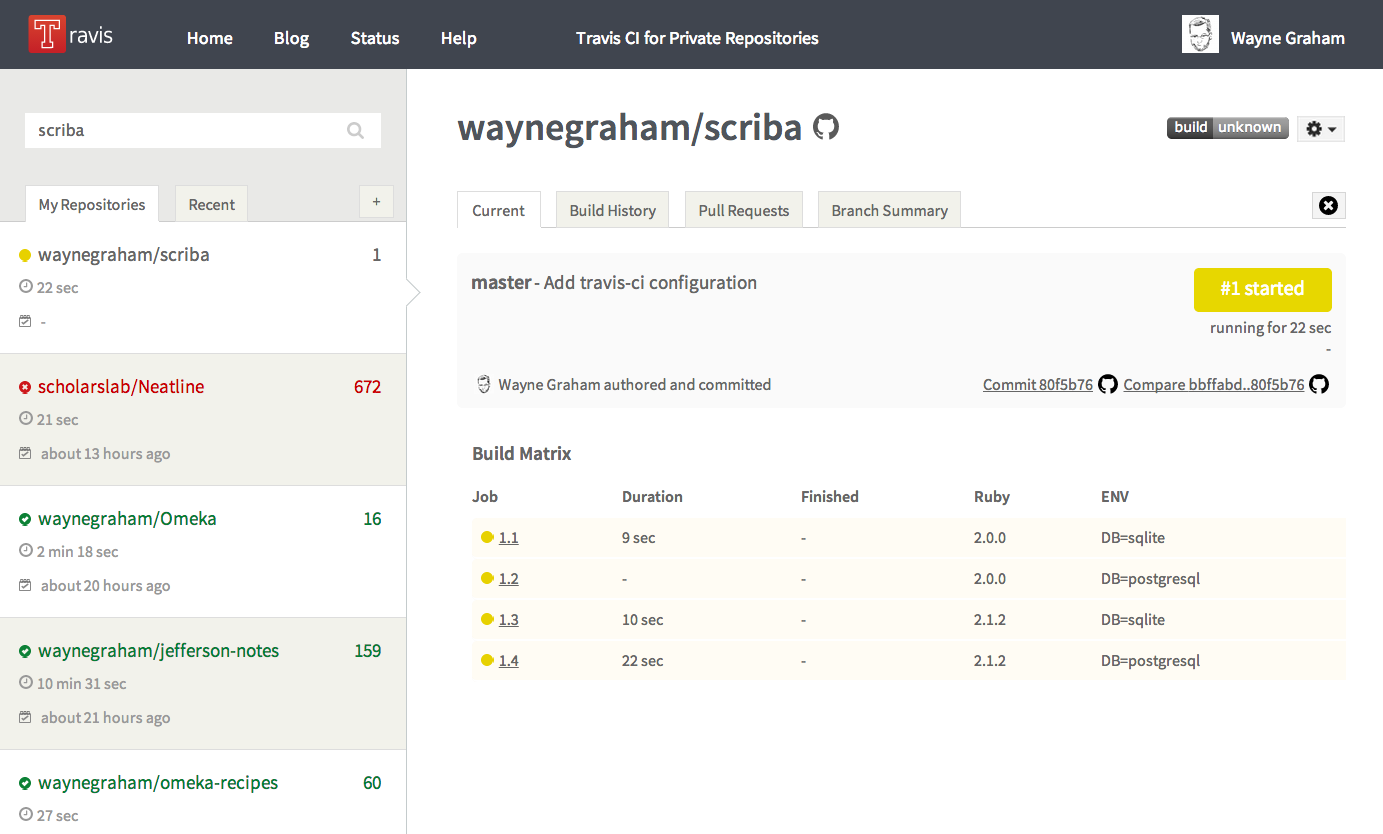 Travis Home Blog Status Help Travis CI for Private Repositories Wayne Graham
scriba
My Repositories Recent +
waynegraham/scriba 1
22 sec
-
scholarslab/Neatline 672
21 sec
about 13 hours ago
waynegraham/Omeka 16
2 min 18 sec
about 20 hours ago
waynegraham/jefferson-notes 159
10 min 31 sec
about 21 hours ago
waynegraham/omeka-recipes 60
27 sec
waynegraham/scriba build unknown
Current Build History Pull Requests Branch Summary
master - Add travis-ci configuration #1 started
running for 22 sec
-
Wayne Graham authored and committed Commit 80f5b76 Compare bbffabd..80f5b76
Build Matrix
Job Duration Finished Ruby ENV
1.1 9 sec - 2.0.0 DB=sqlite
1.2 - - 2.0.0 DB=postgresql
1.3 10 sec - 2.1.2 DB=sqlite
1.4 22 sec - 2.1.2 DB=postgresql